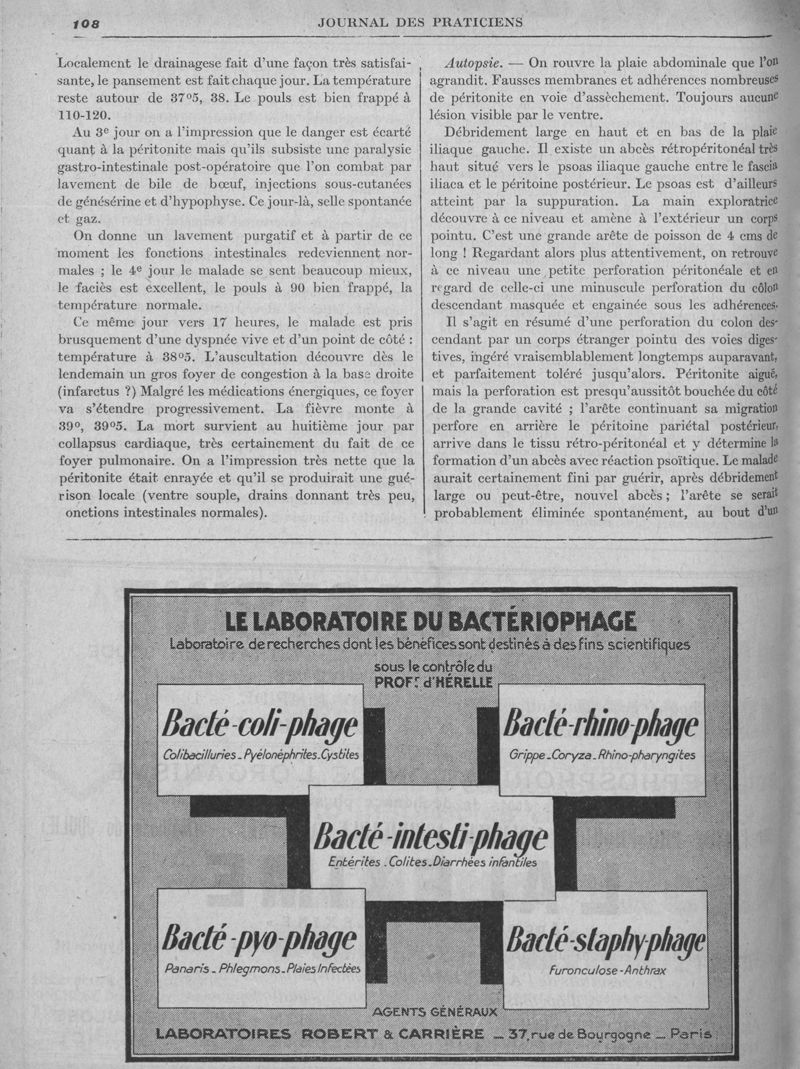 108
JOURNAL DES PRATICIENS
Localement le drainagese fait d'une façon très satisfai-
sante, le pansement est fait chaque jour. La température
reste autour de 37°5, 38. Le pouls est bien frappé à
110-120.
Au 3e jour on a l'impression que le danger est écarté
quant à la péritonite mais qu'ils subsiste une paralysie
gastro-intestinale post-opératoire que l'on combat par
lavement de bile de bœuf, injections sous-cutanées
de génésérine et d'hypophyse. Ce jour-là, selle spontanée
et gaz.
On donne un lavement purgatif et à partir de ce
moment les fonctions intestinales redeviennent nor-
males ; le 4e jour le malade se sent beaucoup mieux,
le faciès est excellent, le pouls à 90 bien frappé, la
température normale.
Ce même jour vers 17 heures, le malade est pris
brusquement d'une dyspnée vive et d'un point de côté :
température à 38°5. L'auscultation découvre dès le
lendemain un gros foyer de congestion à la base droite
(infarctus ?) Malgré les médications énergiques, ce foyer
va s'étendre progressivement. La fièvre monte à
39°, 39°5. La mort survient au huitième jour par
collapsus cardiaque, très certainement du fait de ce
foyer pulmonaire. On a l'impression très nette que la
péritonite était enrayée et qu'il se produirait une gué-
rison locale (ventre souple, drains donnant très peu,
onctions intestinales normales).
Autopsie. — On rouvre la plaie abdominale que l'on
agrandit. Fausses membranes et adhérences nombreuses
de péritonite en voie d'assèchement. Toujours aucune
lésion visible par le ventre.
Débridement large en haut et en bas de la plaie
iliaque gauche. Il existe un abcès rétropéritonéal très
haut situé vers le psoas iliaque gauche entre le fascia
iliaca et le péritoine postérieur. Le psoas est d'ailleurs
atteint par la suppuration. La main exploratrice
découvre à ce niveau et amène à l'extérieur un corps
pointu. C'est une grande arête de poisson de 4 cms de
long ! Regardant alors plus attentivement, on retrouve
à ce niveau une petite perforation péritonéale et en
regard de celle-ci une minuscule perforation du côlon
descendant masquée et engainée sous les adhérences.
Il s'agit en résumé d'une perforation du colon des-
cendant par un corps étranger pointu des voies diges-
tives, ingéré vraisemblablement longtemps auparavant,
et parfaitement toléré jusqu'alors. Péritonite aiguë,
mais la perforation est presqu'aussitôt bouchée du côté
de la grande cavité ; l'arête continuant sa migration
perfore en arrière le péritoine pariétal postérieur,
arrive dans le tissu rétro-péritonéal et y détermine la
formation d'un abcès avec réaction psoïtique. Le malade
aurait certainement fini par guérir, après débridement
large ou peut-être, nouvel abcès ; l'arête se serait
probablement éliminée spontanément, au bout d'un
LE LABORATOIRE DU BACTÉRIOPHAGE
Laboratoire de recherches dont les bénéfices sont destinés à des fins scientifiques
sous le contrôle du
PROFr d'HÉRELLE
Bacté-coli-phage
Colibacilluries _ Pyélonéphrites _ Cystites
Bacté-rhino-phage
Grippe _ Coryza _ Rhino-pharyngites
Bacté-intesti-phage
Entérites . Colites _ Diarrhées infantiles
Bacté-pyo-phage
Panaris _ Phlegmons _ Plaies Infectées
Bacté-staphy-phage
Furonculose - Anthrax
AGENTS GÉNÉRAUX
LABORATOIRES ROBERT & CARRIÈRE _ 37, rue de Bourgogne _ Paris